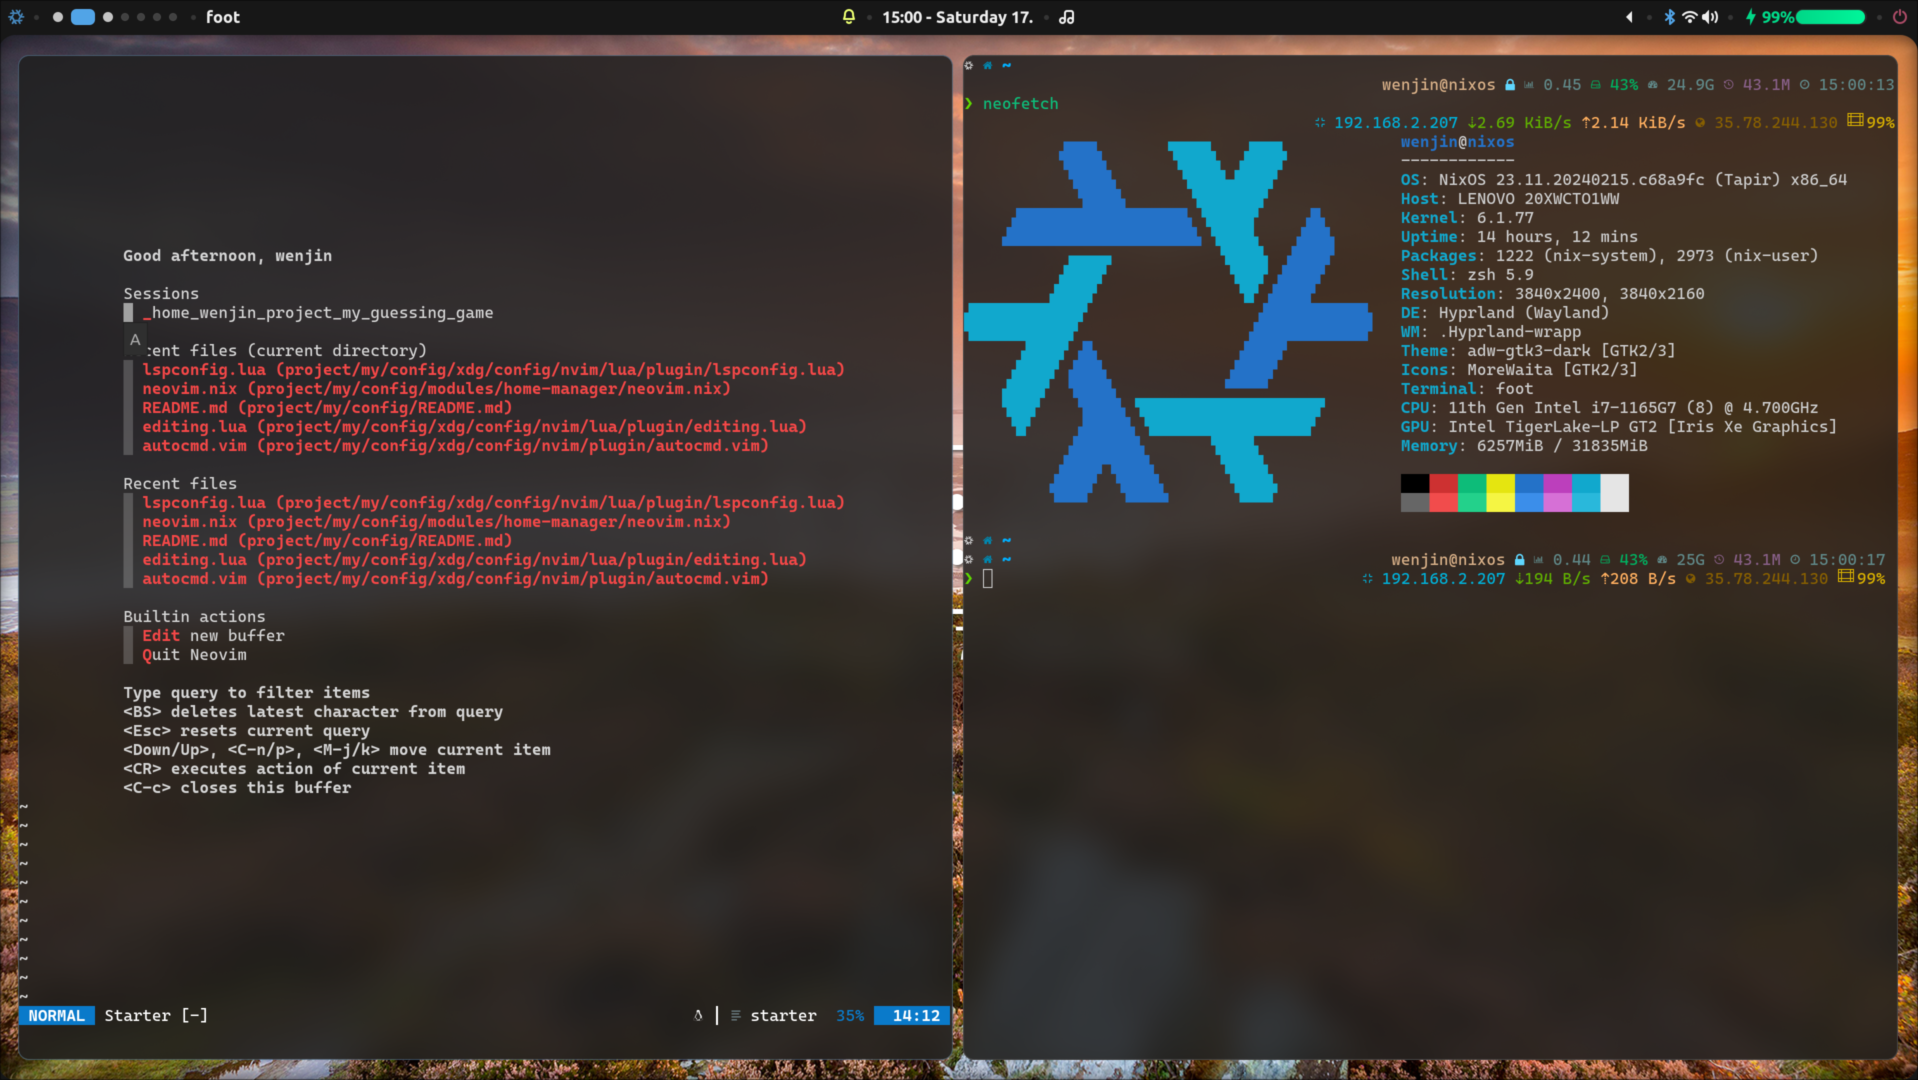 foot
15:00 - Saturday 17.
99%
Good afternoon, wenjin
Sessions
_home_wenjin_project_my_guessing_game
A
cent files (current directory)
lspconfig.lua (project/my/config/xdg/config/nvim/lua/plugin/lspconfig.lua)
neovim.nix (project/my/config/modules/home-manager/neovim.nix)
README.md (project/my/config/README.md)
editing.lua (project/my/config/xdg/config/nvim/lua/plugin/editing.lua)
autocmd.vim (project/my/config/xdg/config/nvim/plugin/autocmd.vim)
Recent files
lspconfig.lua (project/my/config/xdg/config/nvim/lua/plugin/lspconfig.lua)
neovim.nix (project/my/config/modules/home-manager/neovim.nix)
README.md (project/my/config/README.md)
editing.lua (project/my/config/xdg/config/nvim/lua/plugin/editing.lua)
autocmd.vim (project/my/config/xdg/config/nvim/plugin/autocmd.vim)
Builtin actions
Edit new buffer
Quit Neovim
Type query to filter items
<BS> deletes latest character from query
<Esc> resets current query
<Down/Up>, <C-n/p>, <M-j/k> move current item
<CR> executes action of current item
<C-c> closes this buffer
~
~
~
~
~
~
~
~
~
~
~
NORMAL Starter [-] starter 35% 14:12
~
wenjin@nixos 0.45 43% 24.9G 43.1M 15:00:13
❯ neofetch
192.168.2.207 ↓2.69 KiB/s ↑2.14 KiB/s 35.78.244.130 99%
wenjin@nixos
------------
OS: NixOS 23.11.20240215.c68a9fc (Tapir) x86_64
Host: LENOVO 20XWCTO1WW
Kernel: 6.1.77
Uptime: 14 hours, 12 mins
Packages: 1222 (nix-system), 2973 (nix-user)
Shell: zsh 5.9
Resolution: 3840x2400, 3840x2160
DE: Hyprland (Wayland)
WM: .Hyprland-wrapp
Theme: adw-gtk3-dark [GTK2/3]
Icons: MoreWaita [GTK2/3]
Terminal: foot
CPU: 11th Gen Intel i7-1165G7 (8) @ 4.700GHz
GPU: Intel TigerLake-LP GT2 [Iris Xe Graphics]
Memory: 6257MiB / 31835MiB
~
~ wenjin@nixos 0.44 43% 25G 43.1M 15:00:17
❯ 192.168.2.207 ↓194 B/s ↑208 B/s 35.78.244.130 99%